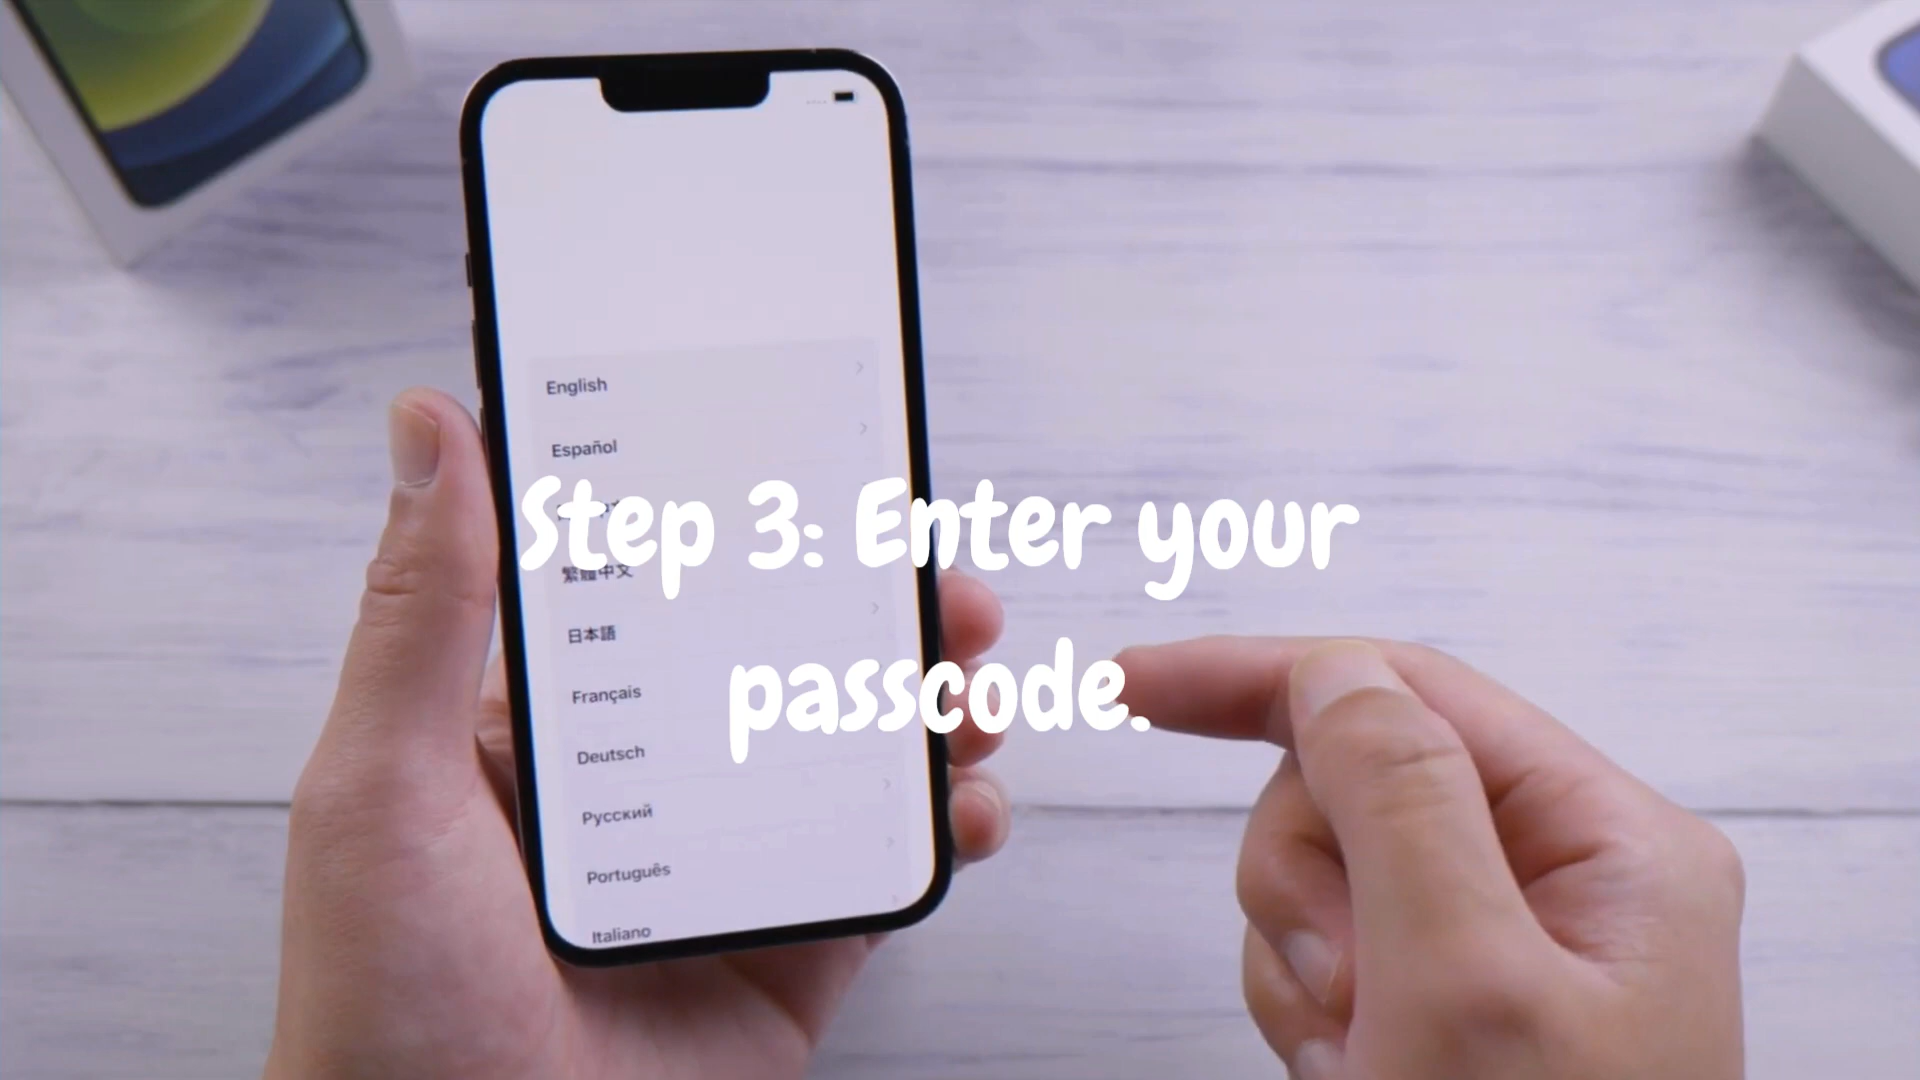 English
Español
繁體中文
Step 3: Enter your
日本語
passcode.
Français
Deutsch
Русский
Português
Italiano